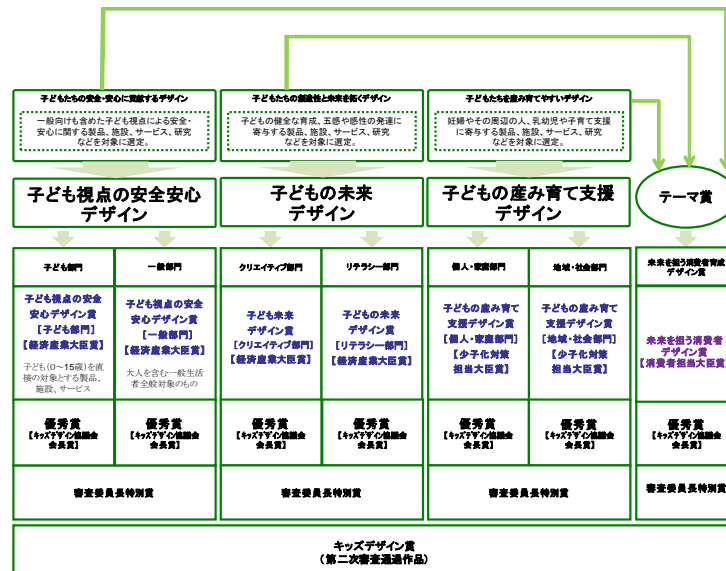 子どもたちの安全・安心に貢献するデザイン
一般向けも含めた子ども視点による安全・
安心に関する製品、施設、サービス、研究
などを対象に選定。
子どもたちの創造性と未来を拓くデザイン
子どもの健全な育成、五感や感性の発達に
寄与する製品、施設、サービス、研究
などを対象に選定。
子どもたちを産み育てやすいデザイン
妊婦やその周辺の人、乳幼児や子育て支援
に寄与する製品、施設、サービス、研究
などを対象に選定。
子ども視点の安全安心
デザイン
子どもの未来
デザイン
子どもの産み育て支援
デザイン
テーマ賞
子ども部門
一般部門
クリエイティブ部門
リテラシー部門
個人・家庭部門
地域・社会部門
未来を担う消費者育成
デザイン賞
子ども視点の安全
安心デザイン賞
[子ども部門]
【経済産業大臣賞】
子ども(0～15歳)を直
接の対象とする製品、
施設、サービス
子ども視点の安全
安心デザイン賞
[一般部門]
【経済産業大臣賞】
大人を含む一般生活
者全般対象のもの
子ども未来
デザイン賞
[クリエイティブ部門]
【経済産業大臣賞】
子どもの未来
デザイン賞
[リテラシー部門]
【経済産業大臣賞】
子どもの産み育て
支援デザイン賞
[個人・家庭部門]
【少子化対策
担当大臣賞】
子どもの産み育て
支援デザイン賞
[地域・社会部門]
【少子化対策
担当大臣賞】
未来を担う消費者
デザイン賞
【消費者担当大臣賞】
優秀賞
【キッズデザイン協議会
会長賞】
優秀賞
【キッズデザイン協議会
会長賞】
優秀賞
【キッズデザイン協議会
会長賞】
優秀賞
【キッズデザイン協議会
会長賞】
優秀賞
【キッズデザイン協議会
会長賞】
優秀賞
【キッズデザイン協議会
会長賞】
優秀賞
【キッズデザイン協議会
会長賞】
審査委員長特別賞
審査委員長特別賞
審査委員長特別賞
審査委員長特別賞
キッズデザイン賞
(第二次審査通過作品)